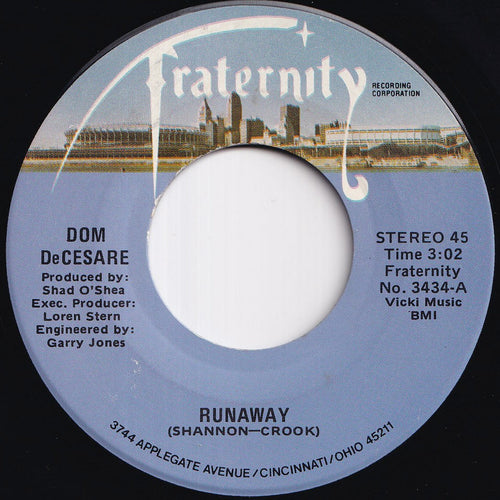 Fraternity
RECORDING
CORPORATION
DOM
DeCESARE
Produced by:
Shad O'Shea
Exec. Producer:
Loren Stern
Engineered by:
Garry Jones
STEREO 45
Time 3:02
Fraternity
No. 3434-A
Vicki Music
BMI
RUNAWAY
(SHANNON—CROOK)
3744 APPLEGATE AVENUE/CINCINNATI/OHIO 45211